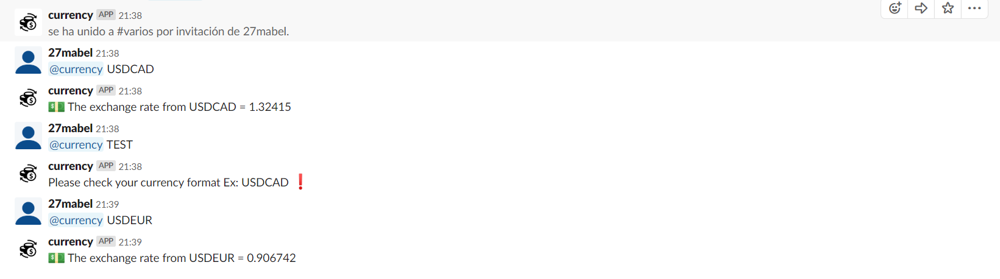 currency APP 21:38
se ha unido a #varios por invitación de 27mabel.
27mabel 21:38
@currency USDCAD
currency APP 21:38
The exchange rate from USDCAD = 1.32415
27mabel 21:38
@currency TEST
currency APP 21:38
Please check your currency format Ex: USDCAD ❗
27mabel 21:39
@currency USDEUR
currency APP 21:39
The exchange rate from USDEUR = 0.906742